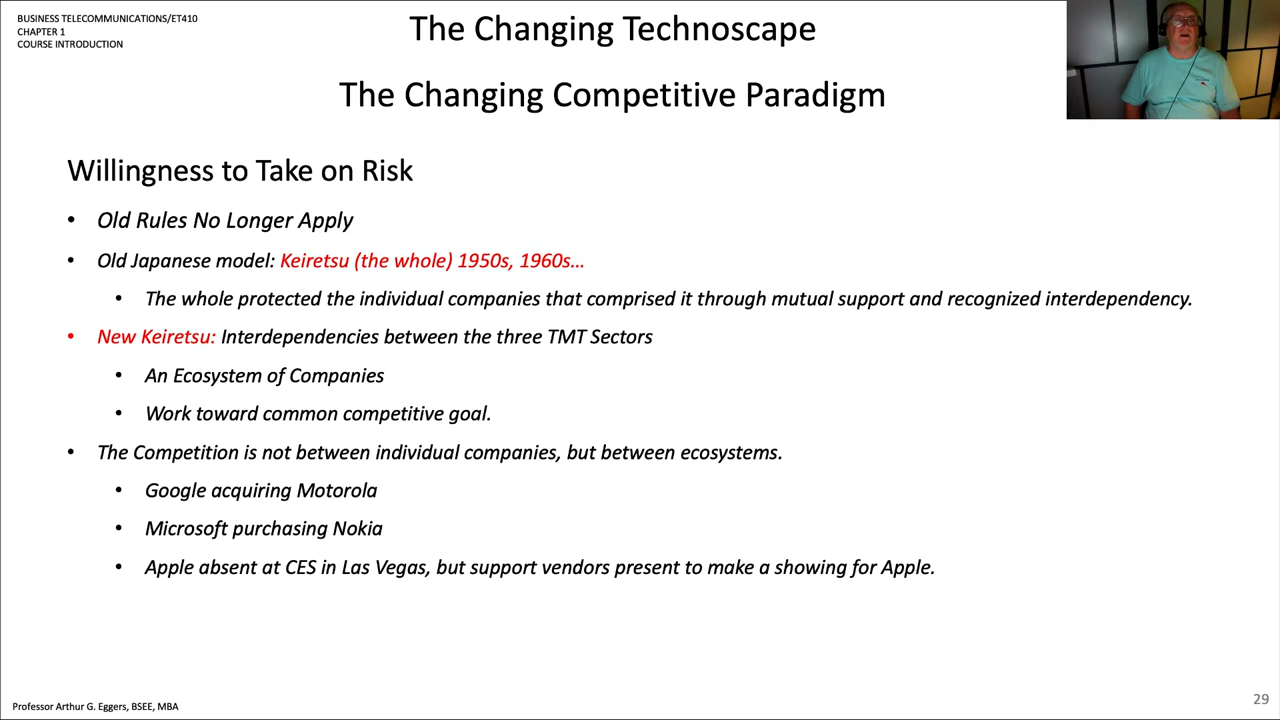 BUSINESS TELECOMMUNICATIONS/ET410
CHAPTER 1
COURSE INTRODUCTION
The Changing Technoscape
The Changing Competitive Paradigm
Willingness to Take on Risk
• Old Rules No Longer Apply
• Old Japanese model: Keiretsu (the whole) 1950s, 1960s…
• The whole protected the individual companies that comprised it through mutual support and recognized interdependency.
• New Keiretsu: Interdependencies between the three TMT Sectors
• An Ecosystem of Companies
• Work toward common competitive goal.
• The Competition is not between individual companies, but between ecosystems.
• Google acquiring Motorola
• Microsoft purchasing Nokia
• Apple absent at CES in Las Vegas, but support vendors present to make a showing for Apple.
Professor Arthur G. Eggers, BSEE, MBA
29